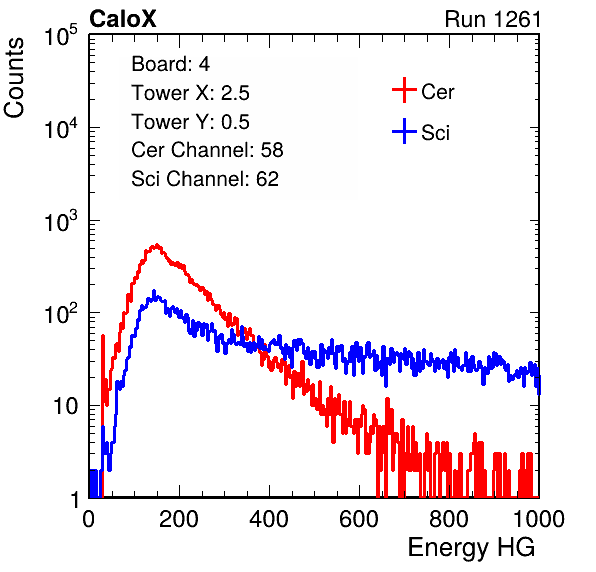 CaloX Run 1261
Counts
Board: 4
Tower X: 2.5
Tower Y: 0.5
Cer Channel: 58
Sci Channel: 62
Cer
Sci
10^5
10^4
10^3
10^2
10
1
0 200 400 600 800 1000
Energy HG